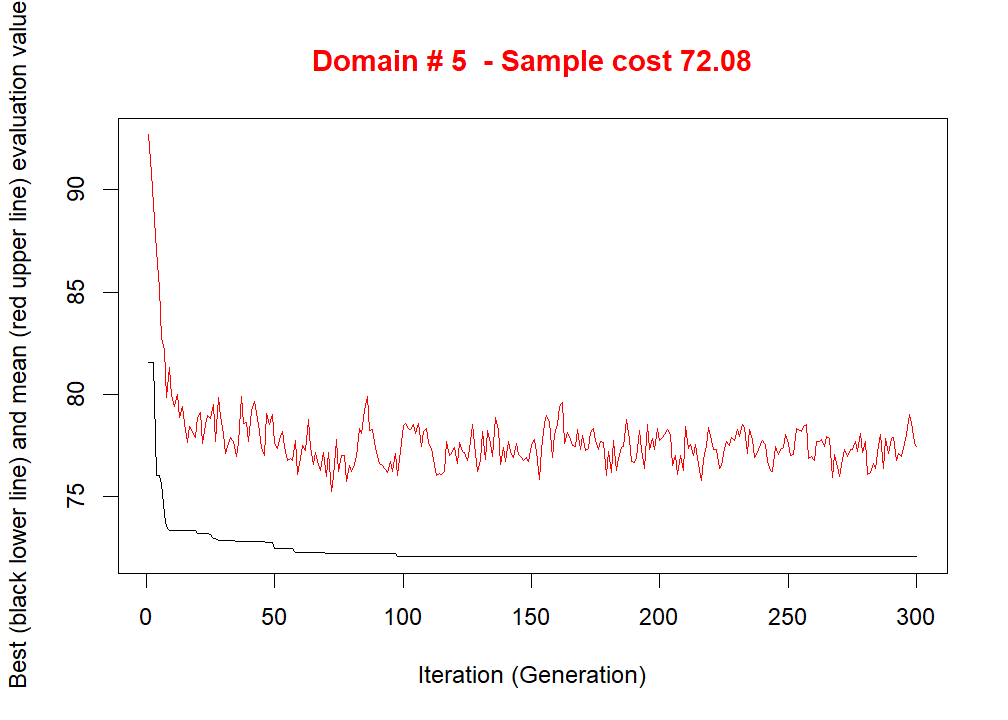 Domain # 5  - Sample cost 72.08
Best (black lower line) and mean (red upper line) evaluation value
90
85
80
75
0 50 100 150 200 250 300
Iteration (Generation)